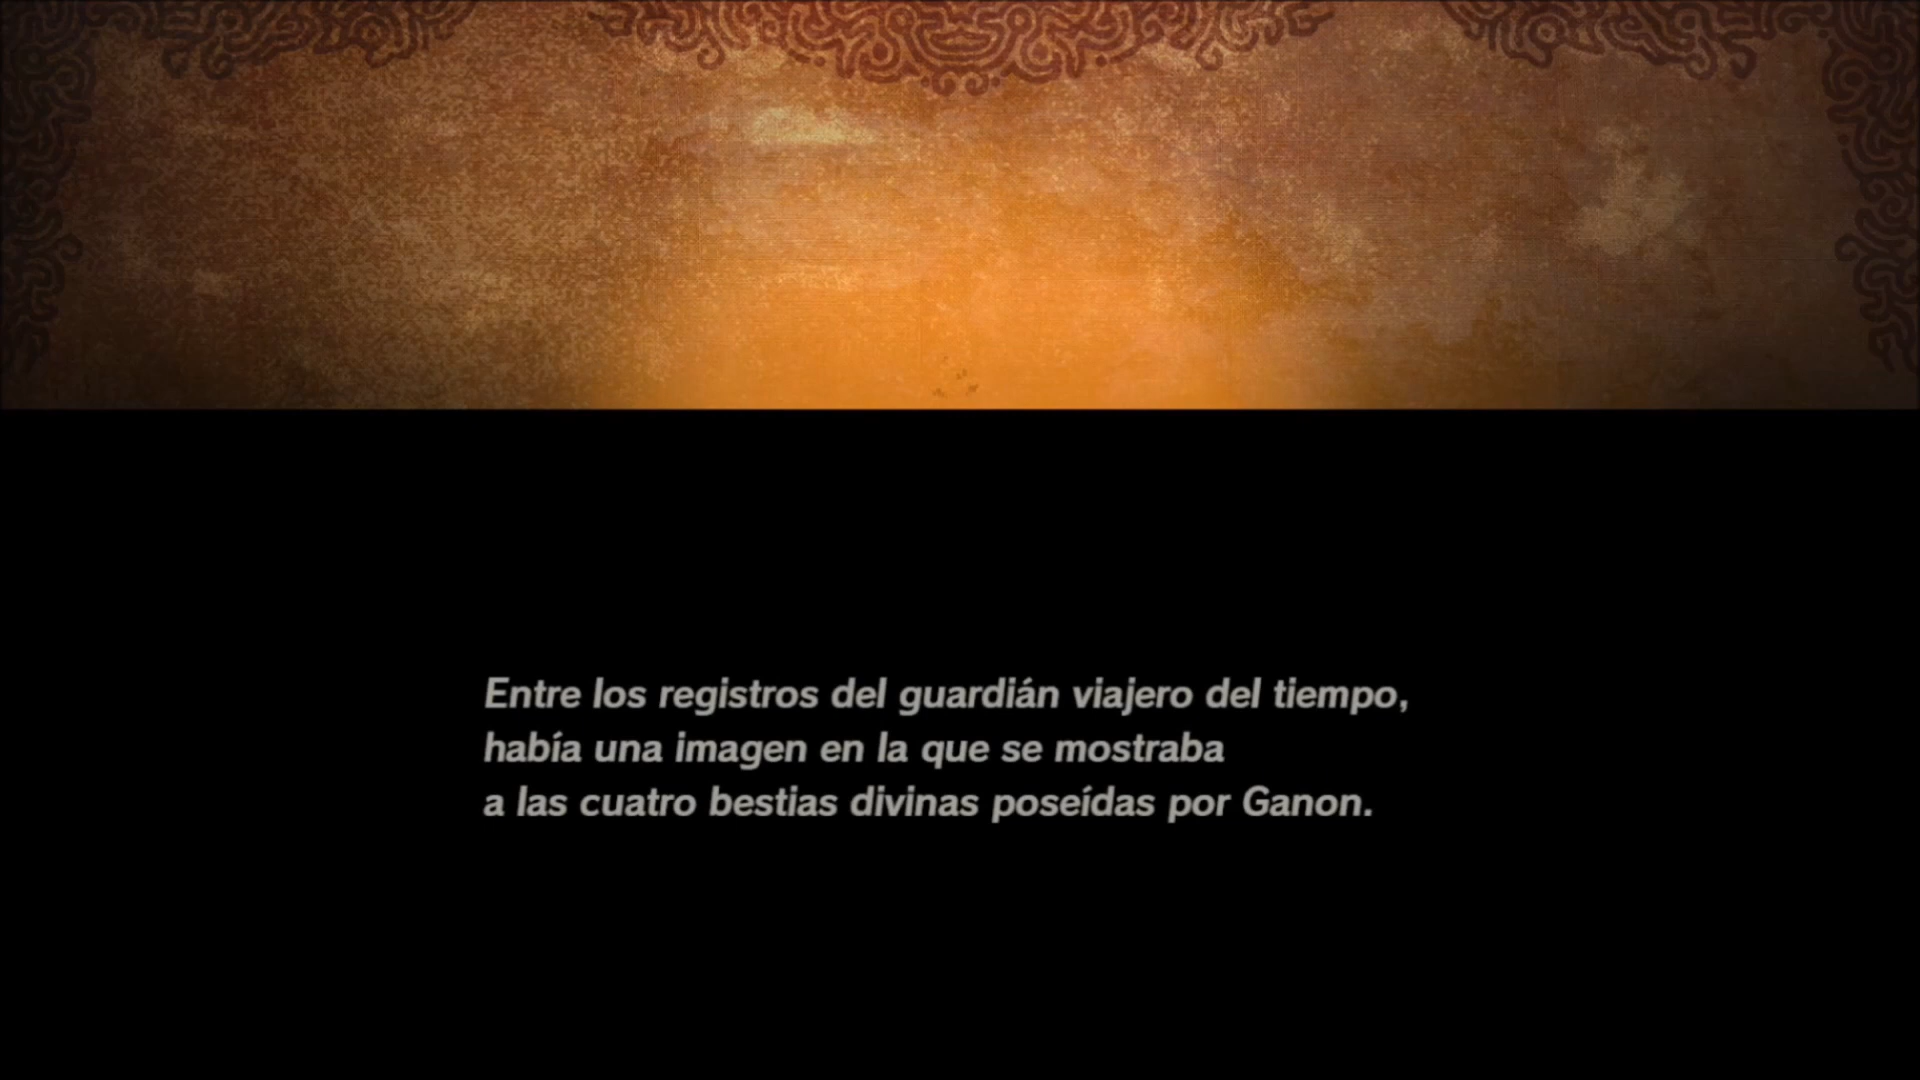 Entre los registros del guardián viajero del tiempo,
había una imagen en la que se mostraba
a las cuatro bestias divinas poseídas por Ganon.